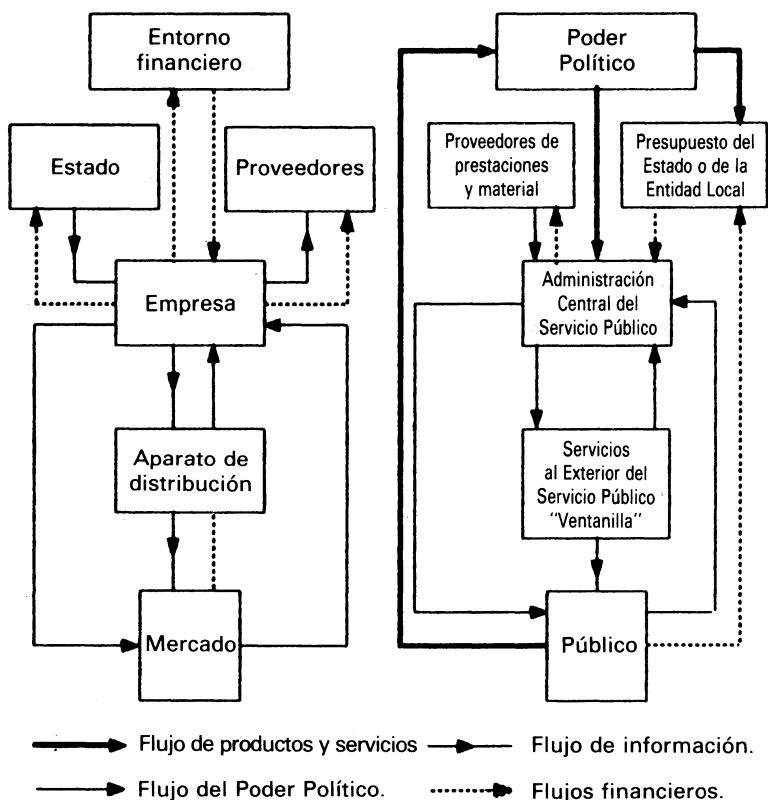 Entorno
financiero
Estado
Proveedores
Empresa
Aparato de
distribución
Mercado
Poder
Político
Proveedores de
prestaciones
y material
Presupuesto del
Estado o de la
Entidad Local
Administración
Central del
Servicio Público
Servicios
al Exterior del
Servicio Público
"Ventanilla"
Público
Flujo de productos y servicios
Flujo de información.
Flujo del Poder Político.
Flujos financieros.